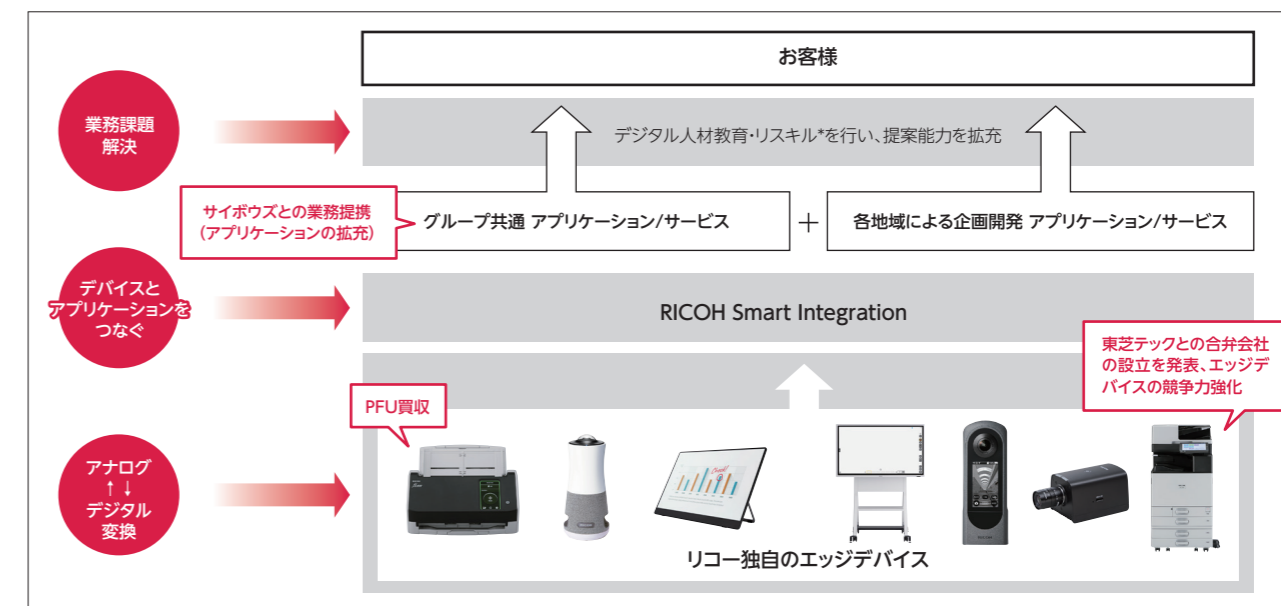 お客様
業務課題
解決
デジタル人材教育・リスキル*を行い、提案能力を拡充
サイボウズとの業務提携
(アプリケーションの拡充)
グループ共通 アプリケーション/サービス
+
各地域による企画開発 アプリケーション/サービス
デバイスと
アプリケーションを
つなぐ
RICOH Smart Integration
東芝テックとの合弁会社
の設立を発表、エッジデ
バイスの競争力強化
PFU買収
アナログ
↑↓
デジタル
変換
リコー独自のエッジデバイス